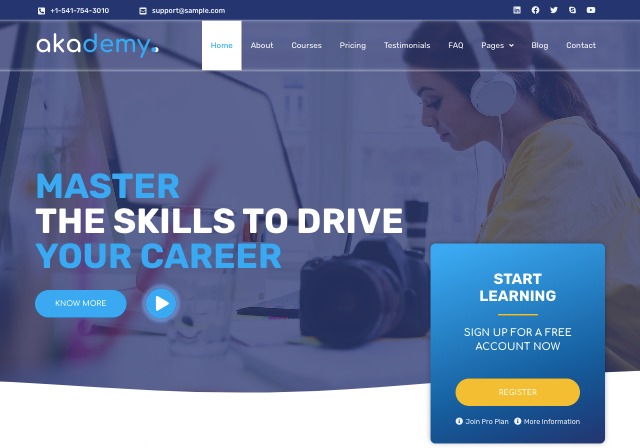 +1-541-754-3010 support@sample.com
akademy.
Home About Courses Pricing Testimonials FAQ Pages Blog Contact
MASTER
THE SKILLS TO DRIVE
YOUR CAREER
KNOW MORE
START
LEARNING
SIGN UP FOR A FREE
ACCOUNT NOW
REGISTER
Join Pro Plan More Information